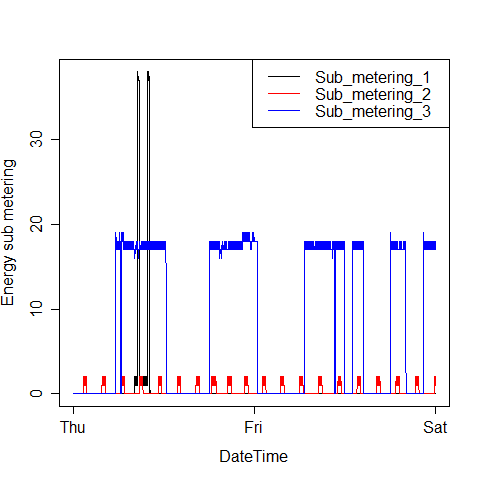 Sub_metering_1
Sub_metering_2
Sub_metering_3
Energy sub metering
30
20
10
0
Thu Fri Sat
DateTime